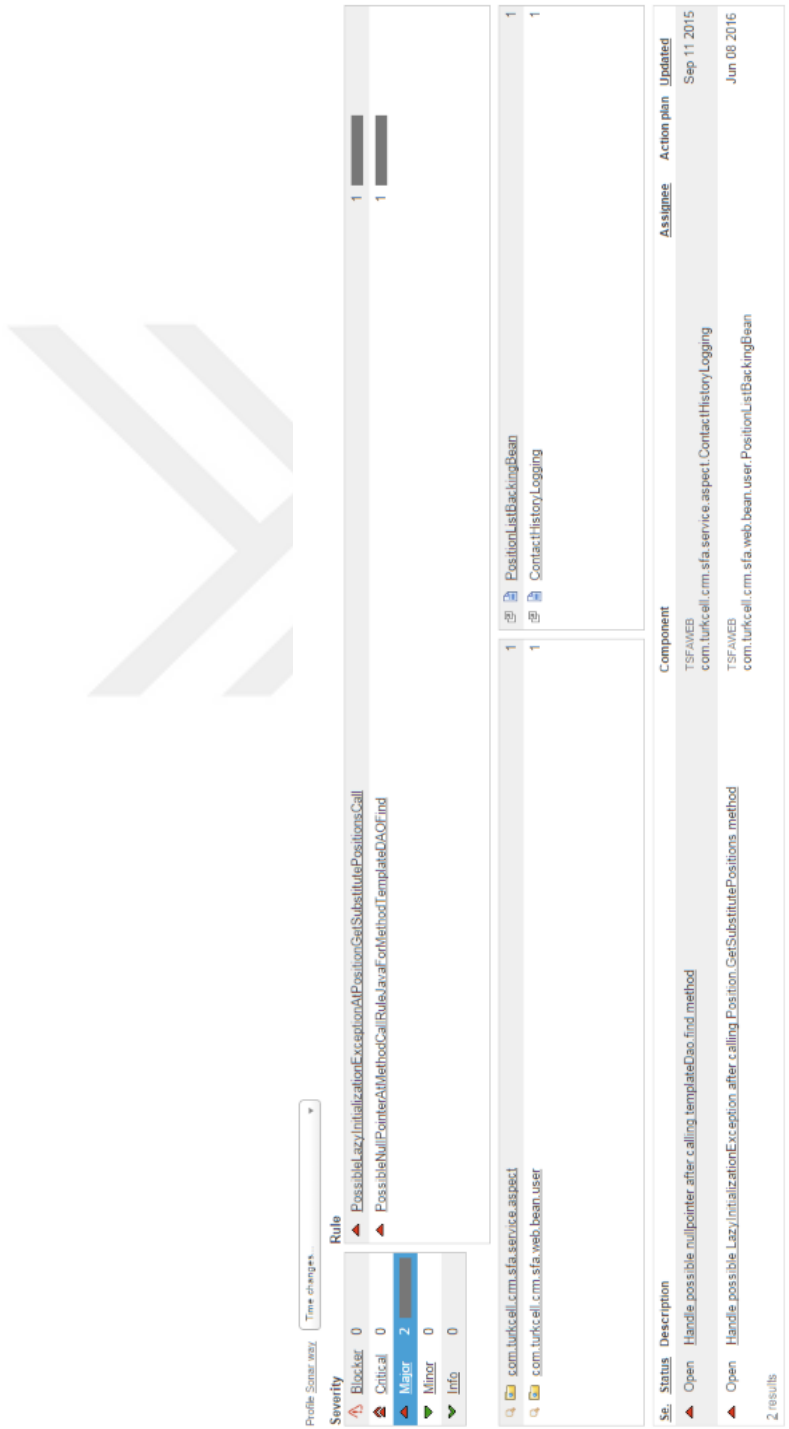 Profile Sonar way Time changes...
Severity
Blocker 0
Critical 0
Major 2
Minor 0
Info 0
Rule
PossibleLazyInitializationExceptionAtPositionGetSubstitutePositionsCall 1
PossibleNullPointerAtMethodCallRuleJavaForMethodTemplateDAOFind 1
com.turkcell.crm.sfa.service.aspect 1
com.turkcell.crm.sfa.web.bean.user 1
PositionListBackingBean 1
ContactHistoryLogging 1
Se. Status Description Component Assignee Action plan Updated
Open Handle possible nullpointer after calling templateDao.find method TSFAWEB Sep 11 2015
com.turkcell.crm.sfa.service.aspect.ContactHistoryLogging
Open Handle possible LazyInitializationException after calling Position.GetSubstitutePositions method TSFAWEB Jun 08 2016
com.turkcell.crm.sfa.web.bean.user.PositionListBackingBean
2 results